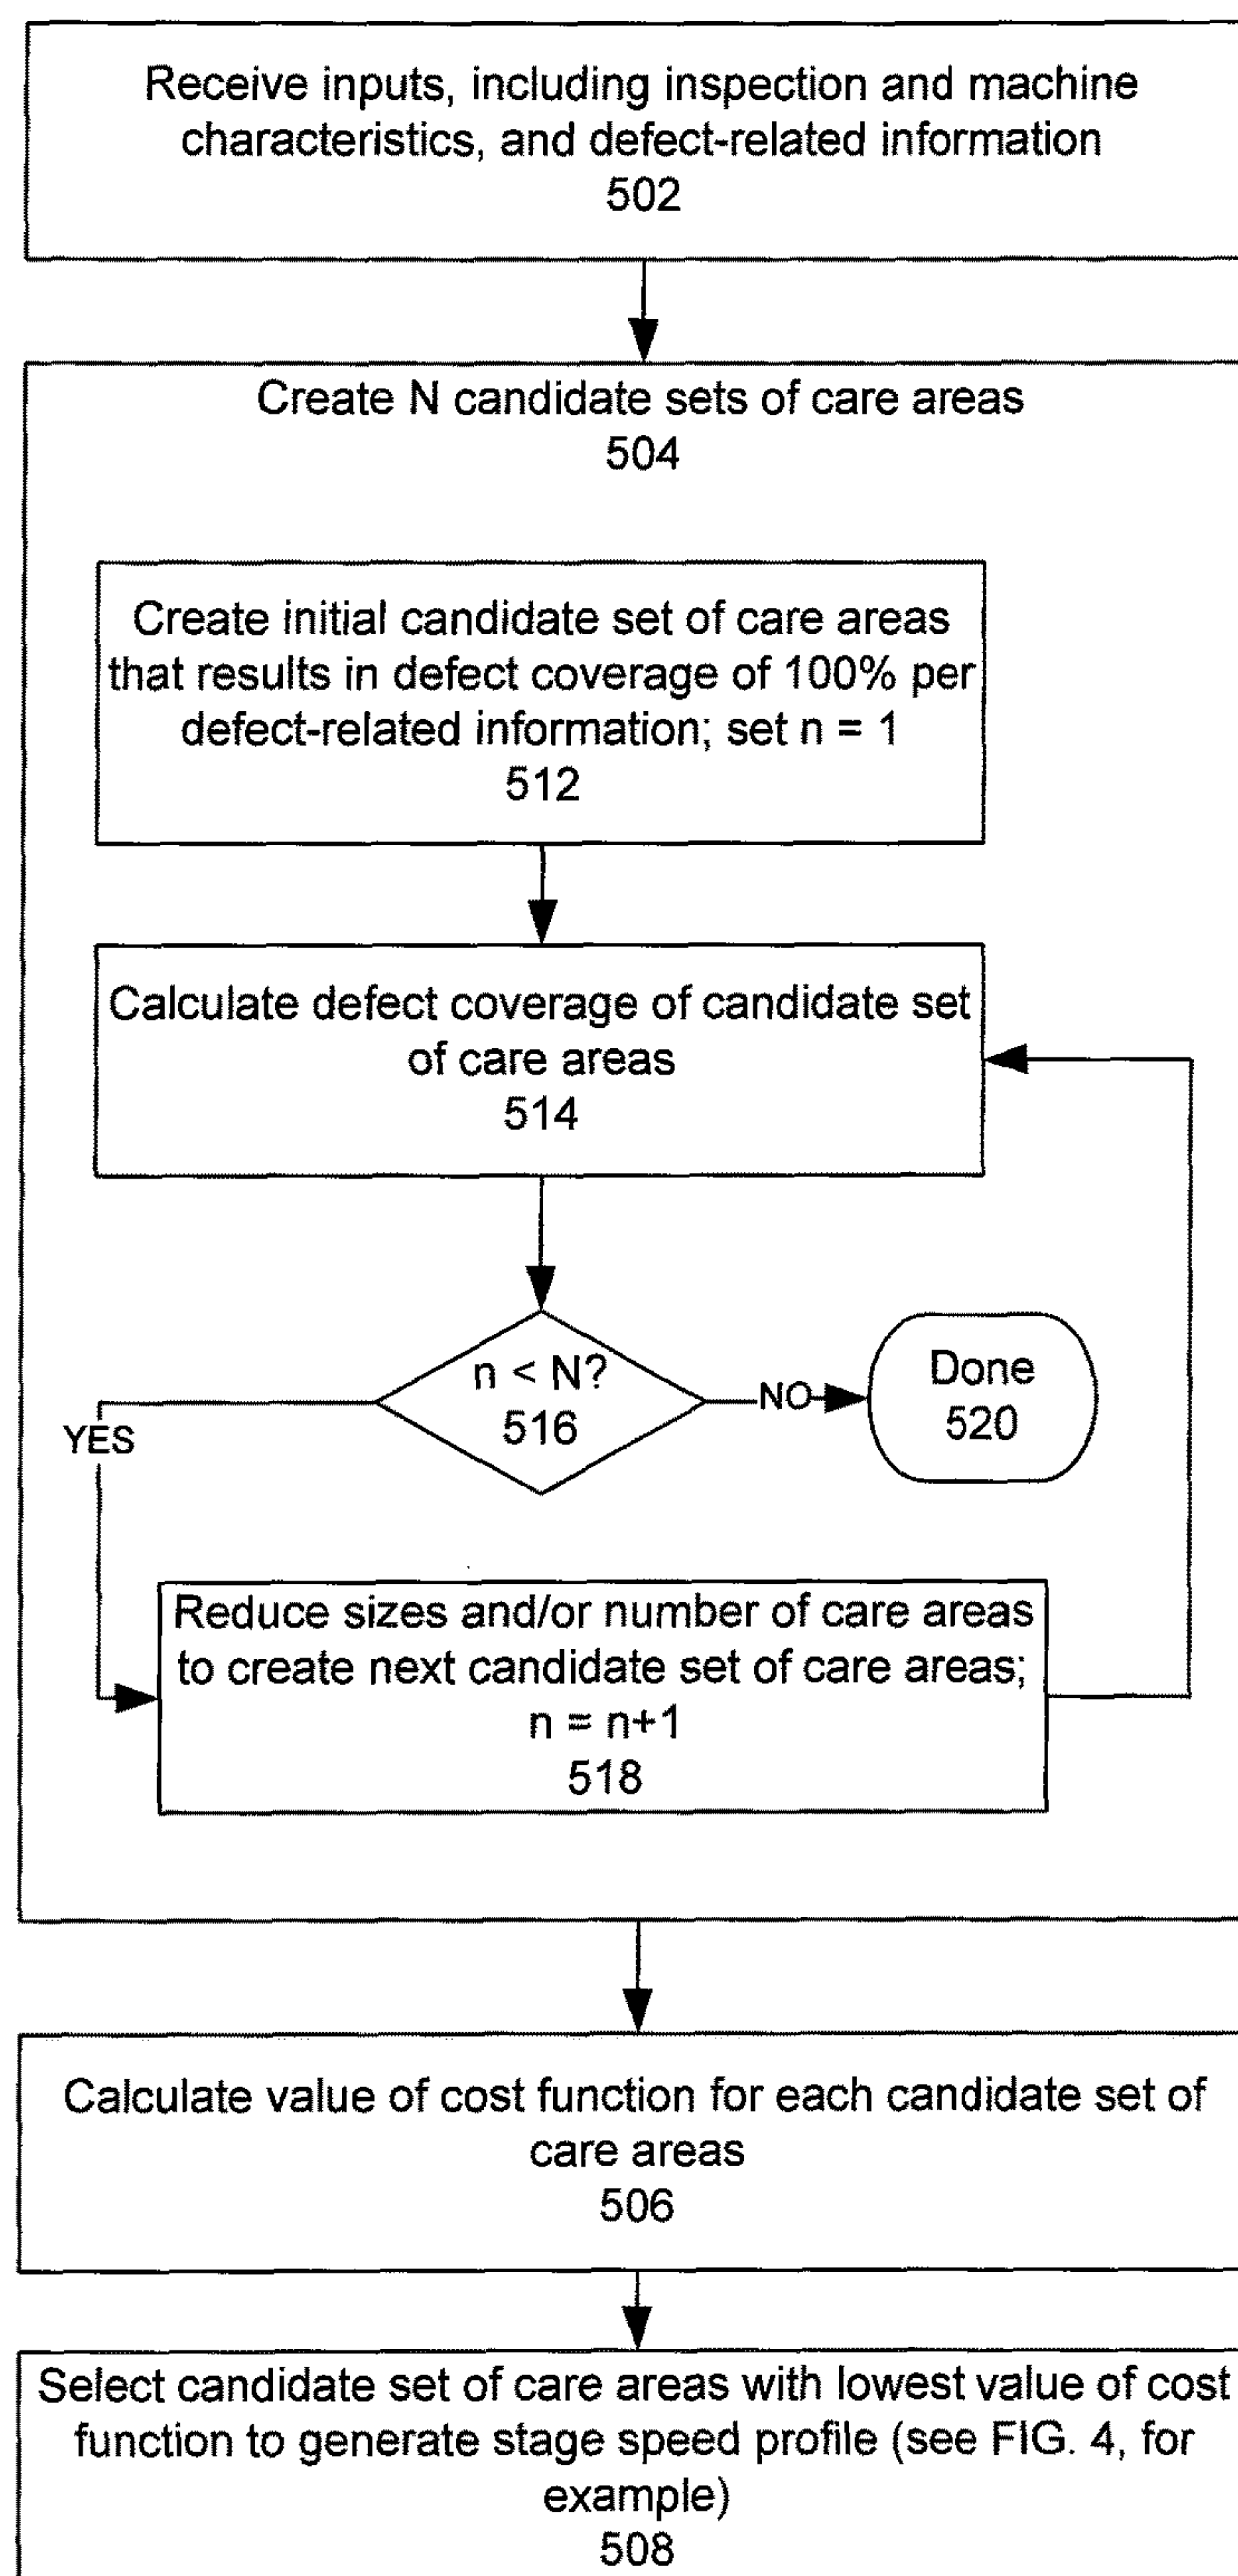 Receive inputs, including inspection and machine
characteristics, and defect-related information
502
Create N candidate sets of care areas
504
Create initial candidate set of care areas
that results in defect coverage of 100% per
defect-related information; set n = 1
512
Calculate defect coverage of candidate set
of care areas
514
n < N?
516
NO
Done
520
YES
Reduce sizes and/or number of care areas
to create next candidate set of care areas;
n = n+1
518
Calculate value of cost function for each candidate set of
care areas
506
Select candidate set of care areas with lowest value of cost
function to generate stage speed profile (see FIG. 4, for
example)
508